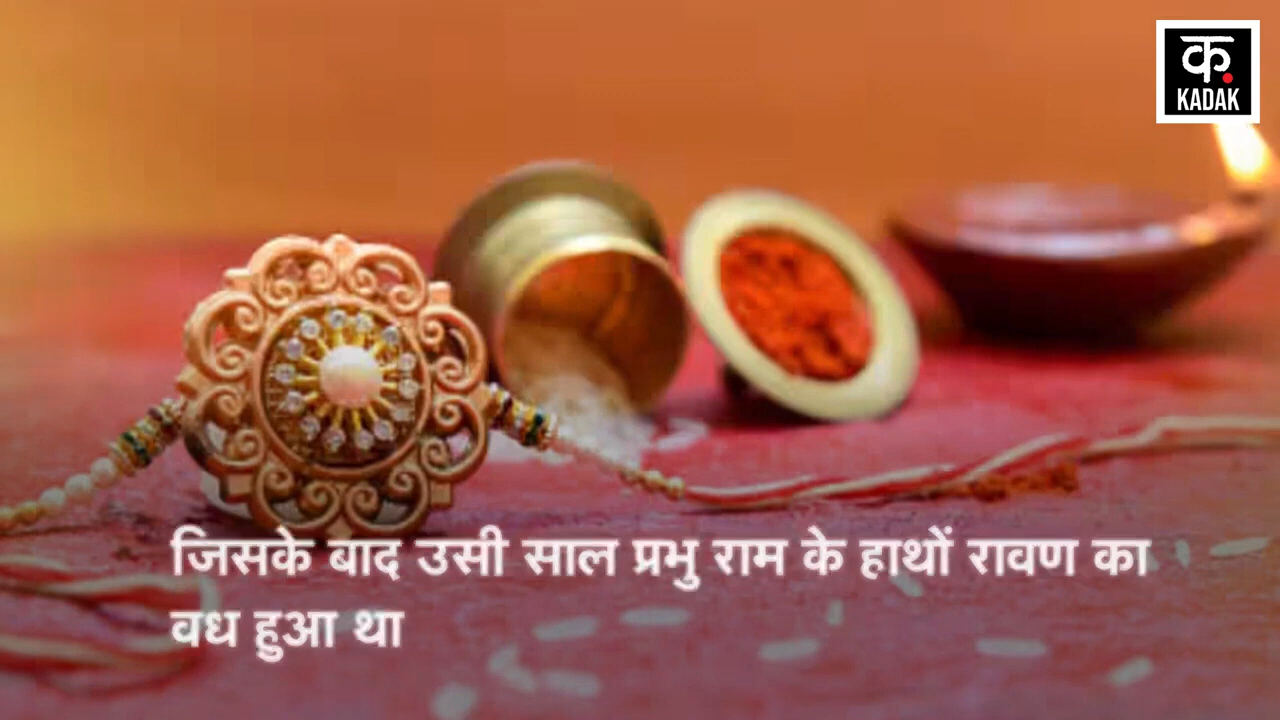 क
KADAK
जिसके बाद उसी साल प्रभु राम के हाथों रावण का
वध हुआ था